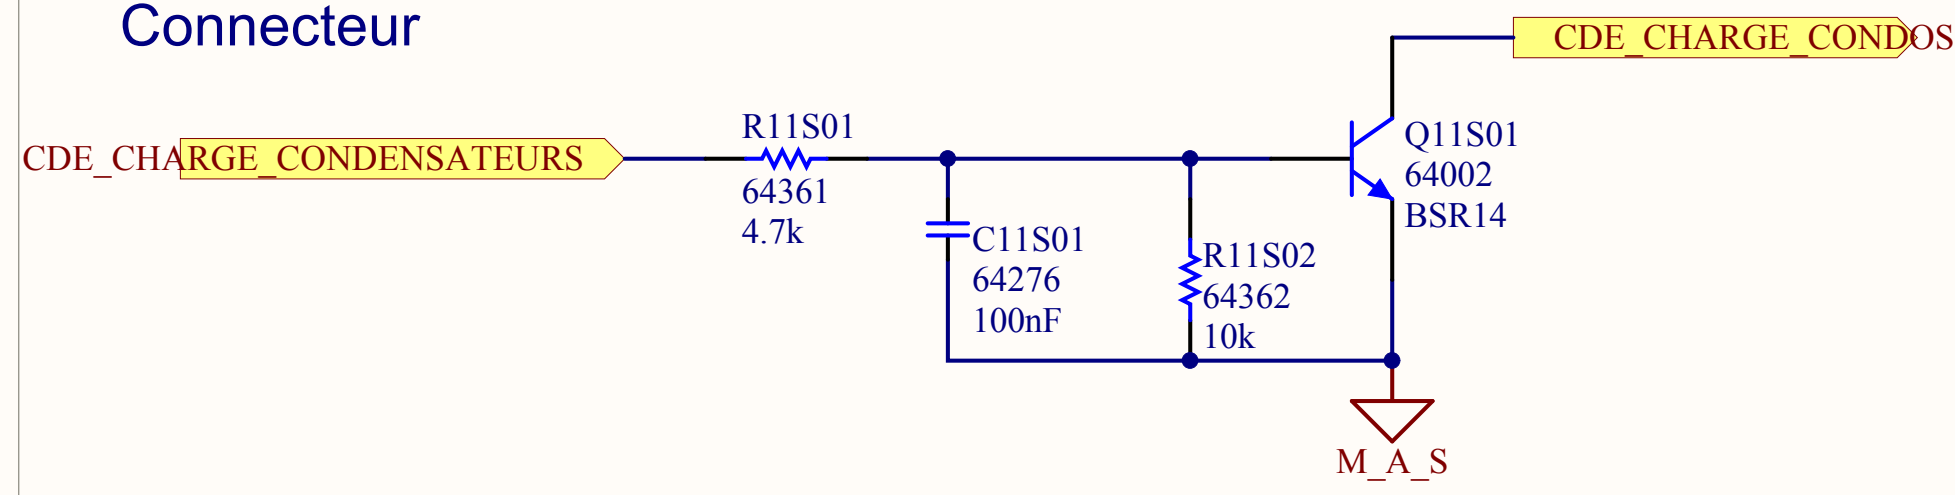 Connecteur
CDE_CHARGE_CONDOS
CDE_CHARGE_CONDENSATEURS
R11S01
64361
4.7k
C11S01
64276
100nF
R11S02
64362
10k
Q11S01
64002
BSR14
M_A_S